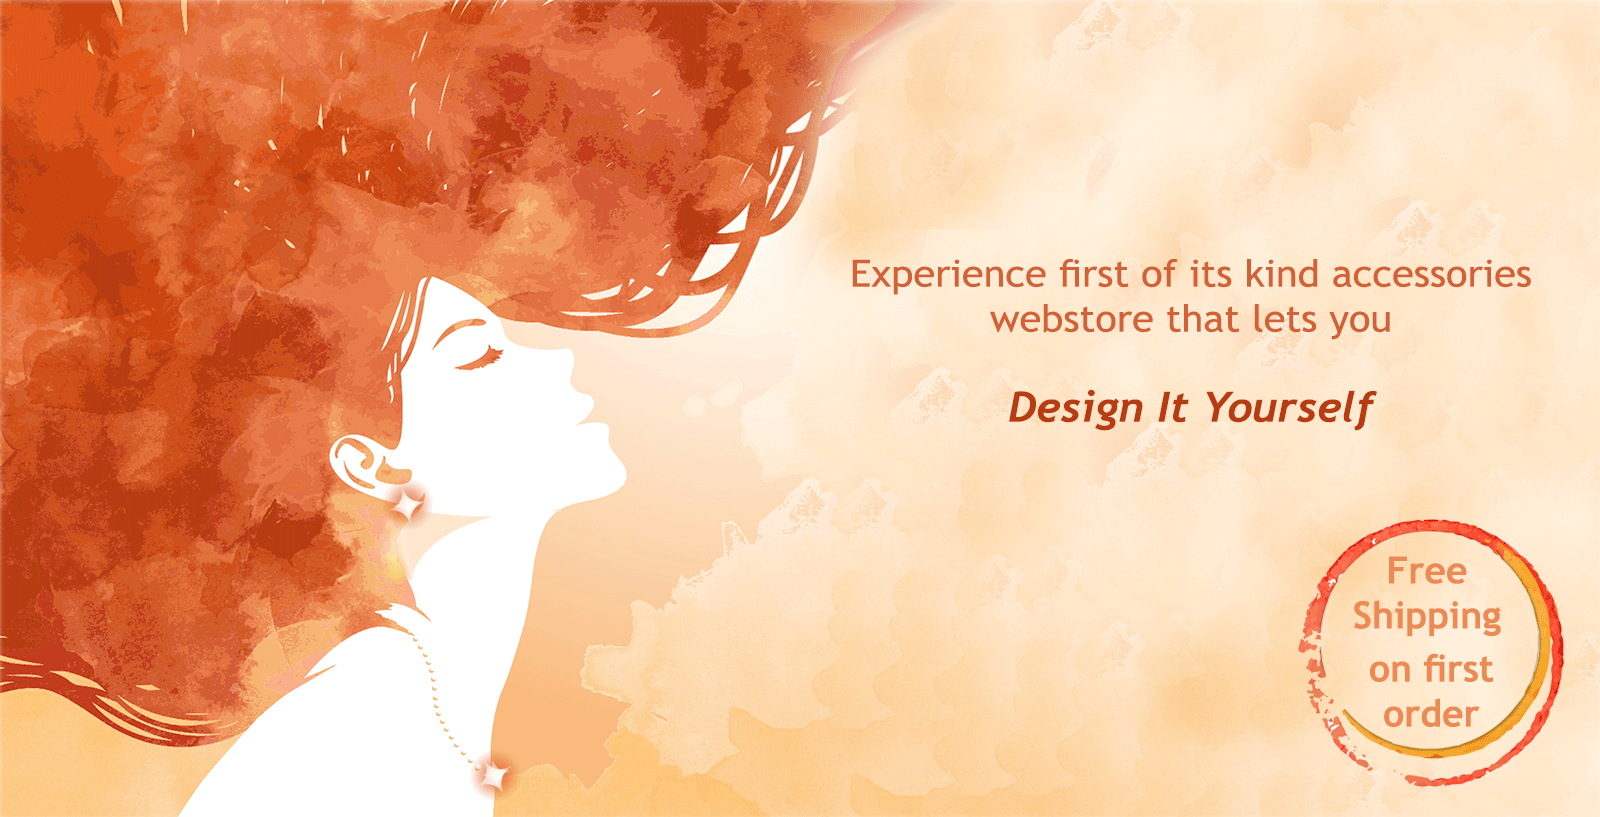 Experience first of its kind accessories
webstore that lets you
Design It Yourself
Free
Shipping
on first
order